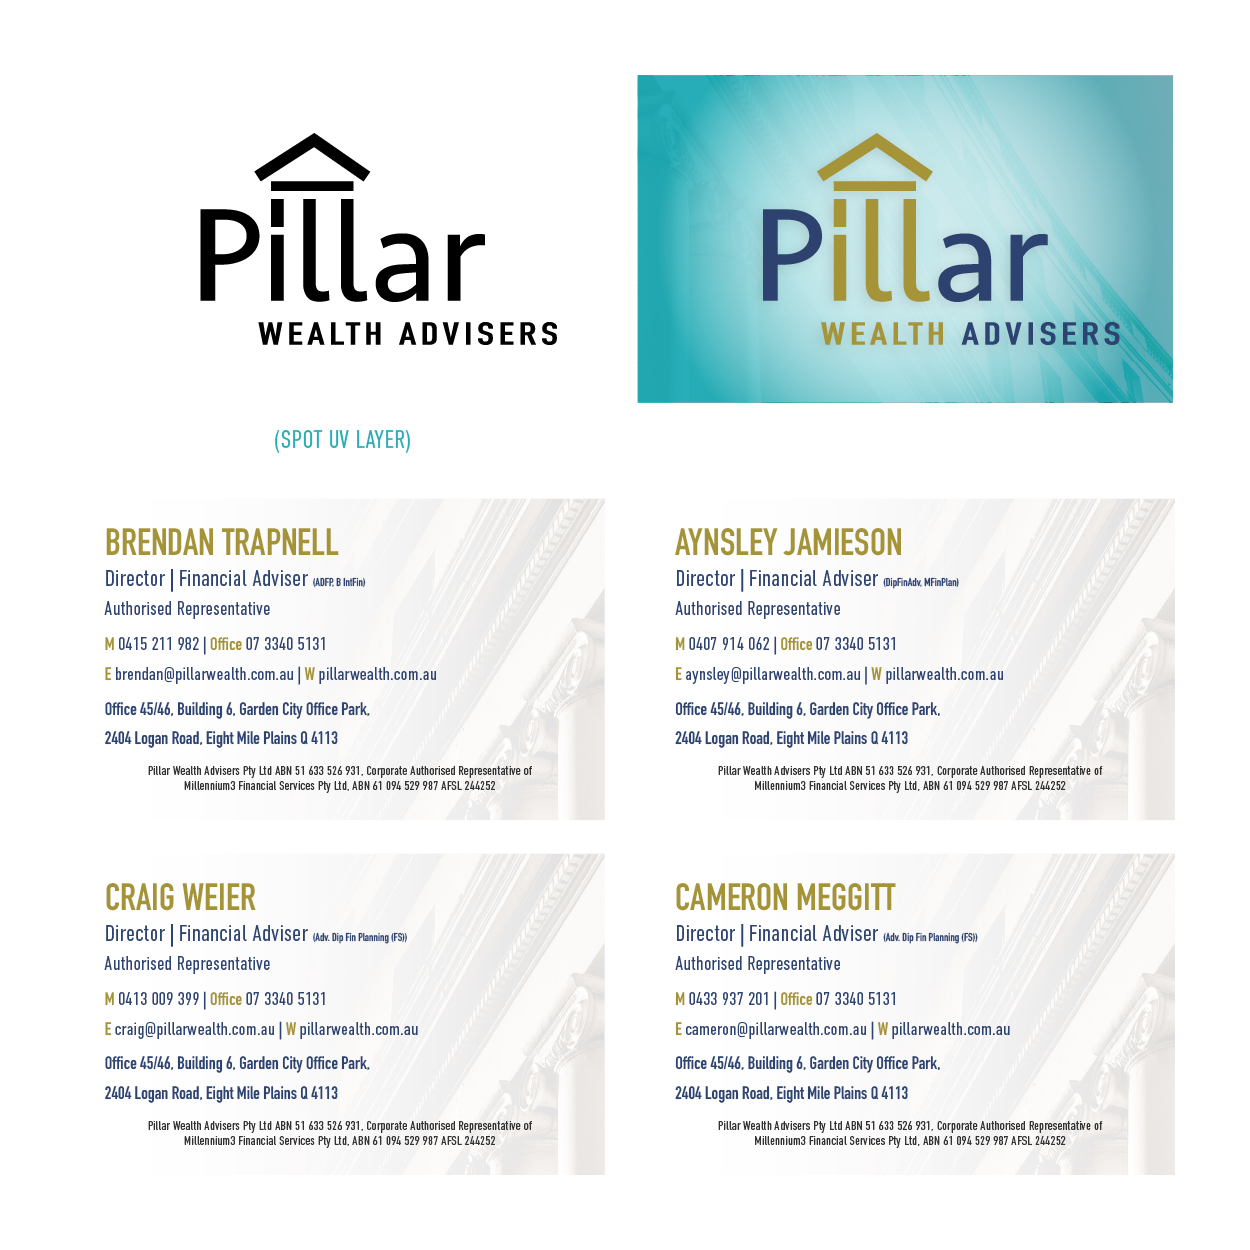 Pillar
WEALTH ADVISERS
(SPOT UV LAYER)
Pillar
WEALTH ADVISERS
BRENDAN TRAPNELL
Director | Financial Adviser (ADFP, B IntFin)
Authorised Representative
M 0415 211 982 | Office 07 3340 5131
E brendan@pillarwealth.com.au | W pillarwealth.com.au
Office 45/46, Building 6, Garden City Office Park,
2404 Logan Road, Eight Mile Plains Q 4113
Pillar Wealth Advisers Pty Ltd ABN 51 633 526 931, Corporate Authorised Representative of
Millennium3 Financial Services Pty Ltd, ABN 61 094 529 987 AFSL 244252
AYNSLEY JAMIESON
Director | Financial Adviser (DipFinAdv, MFinPlan)
Authorised Representative
M 0407 914 062 | Office 07 3340 5131
E aynsley@pillarwealth.com.au | W pillarwealth.com.au
Office 45/46, Building 6, Garden City Office Park,
2404 Logan Road, Eight Mile Plains Q 4113
Pillar Wealth Advisers Pty Ltd ABN 51 633 526 931, Corporate Authorised Representative of
Millennium3 Financial Services Pty Ltd, ABN 61 094 529 987 AFSL 244252
CRAIG WEIER
Director | Financial Adviser (Adv. Dip Fin Planning (FS))
Authorised Representative
M 0413 009 399 | Office 07 3340 5131
E craig@pillarwealth.com.au | W pillarwealth.com.au
Office 45/46, Building 6, Garden City Office Park,
2404 Logan Road, Eight Mile Plains Q 4113
Pillar Wealth Advisers Pty Ltd ABN 51 633 526 931, Corporate Authorised Representative of
Millennium3 Financial Services Pty Ltd, ABN 61 094 529 987 AFSL 244252
CAMERON MEGGITT
Director | Financial Adviser (Adv. Dip Fin Planning (FS))
Authorised Representative
M 0433 937 201 | Office 07 3340 5131
E cameron@pillarwealth.com.au | W pillarwealth.com.au
Office 45/46, Building 6, Garden City Office Park,
2404 Logan Road, Eight Mile Plains Q 4113
Pillar Wealth Advisers Pty Ltd ABN 51 633 526 931, Corporate Authorised Representative of
Millennium3 Financial Services Pty Ltd, ABN 61 094 529 987 AFSL 244252